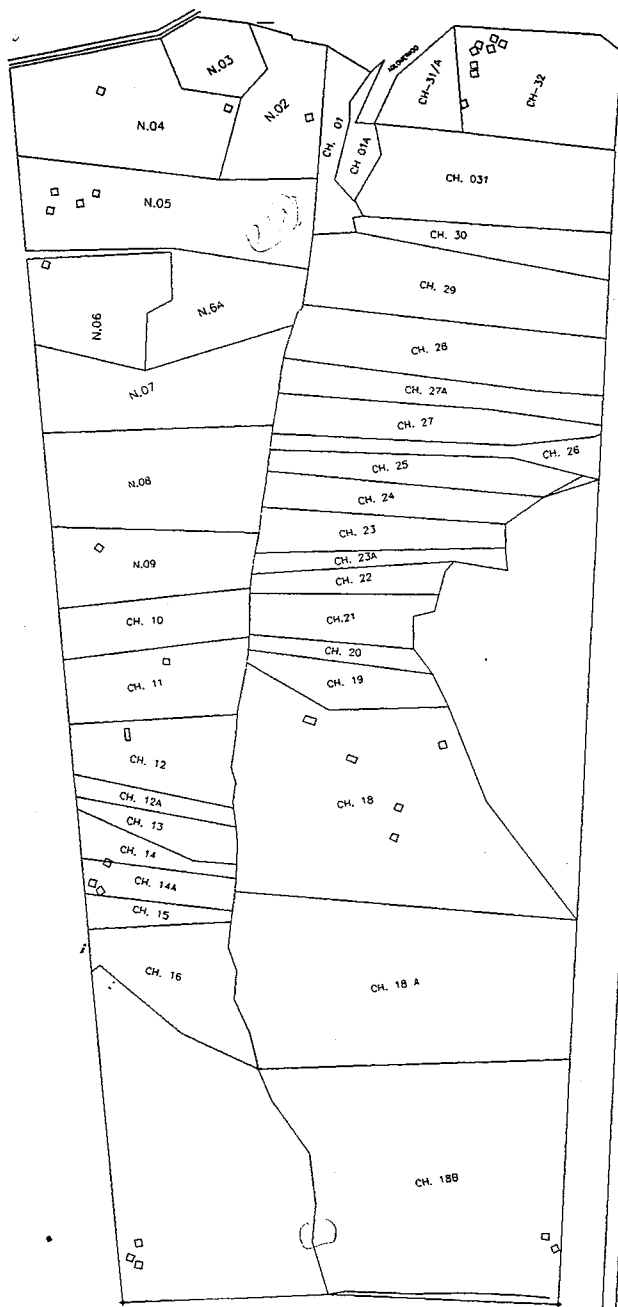 N.03
N.02
N.04
CH. 01
CH. 01A
CH-31/A
CH-32
CH. 031
N.05
CH. 30
CH. 29
N.6A
N.06
CH. 28
CH. 27A
N.07
CH. 27
CH. 26
CH. 25
N.08
CH. 24
CH. 23
CH. 23A
N.09
CH. 22
CH. 10
CH.21
CH. 20
CH. 11
CH. 19
CH. 12
CH. 12A
CH. 18
CH. 13
CH. 14
CH. 14A
CH. 15
CH. 16
CH. 18 A
CH. 18B